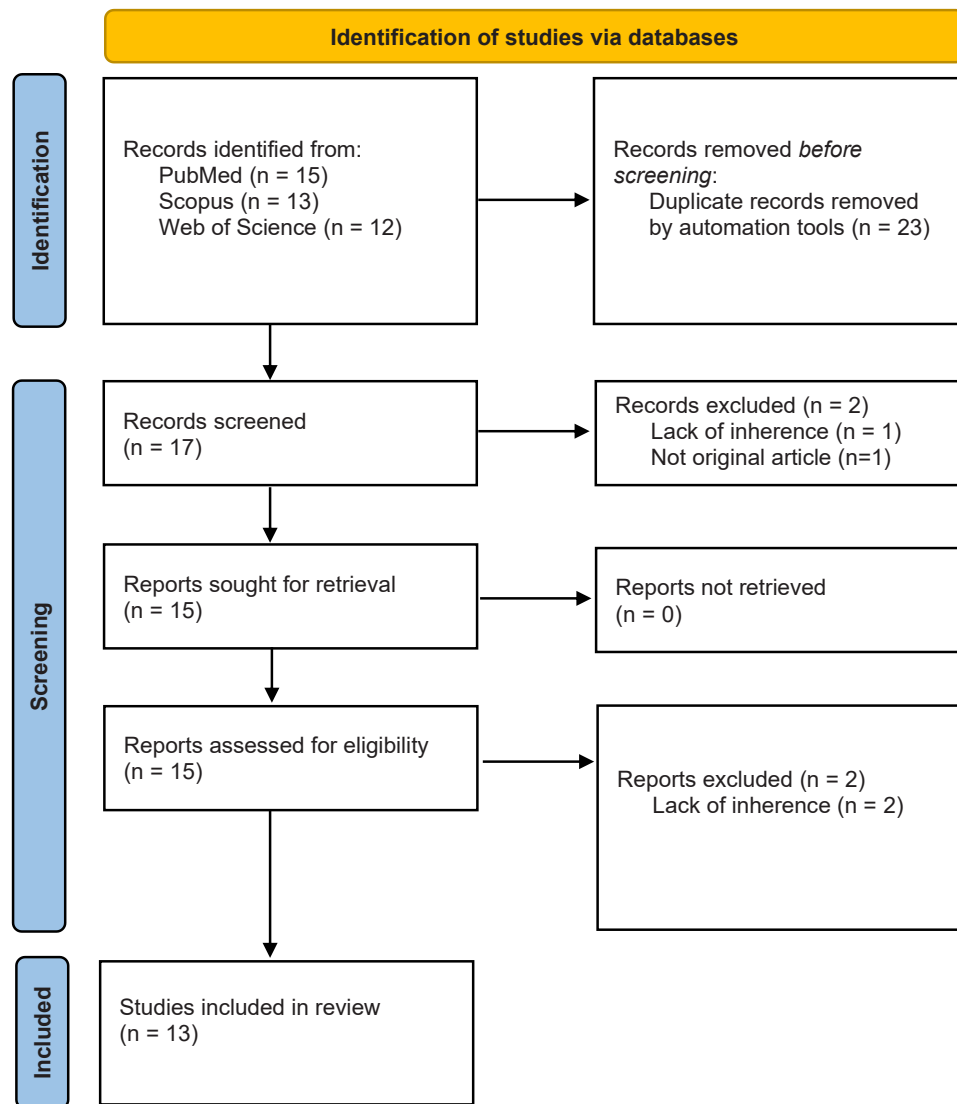 Identification of studies via databases
Identification
Records identified from:
PubMed (n = 15)
Scopus (n = 13)
Web of Science (n = 12)
Records removed before
screening:
Duplicate records removed
by automation tools (n = 23)
Screening
Records screened
(n = 17)
Records excluded (n = 2)
Lack of inherence (n = 1)
Not original article (n=1)
Reports sought for retrieval
(n = 15)
Reports not retrieved
(n = 0)
Reports assessed for eligibility
(n = 15)
Reports excluded (n = 2)
Lack of inherence (n = 2)
Included
Studies included in review
(n = 13)